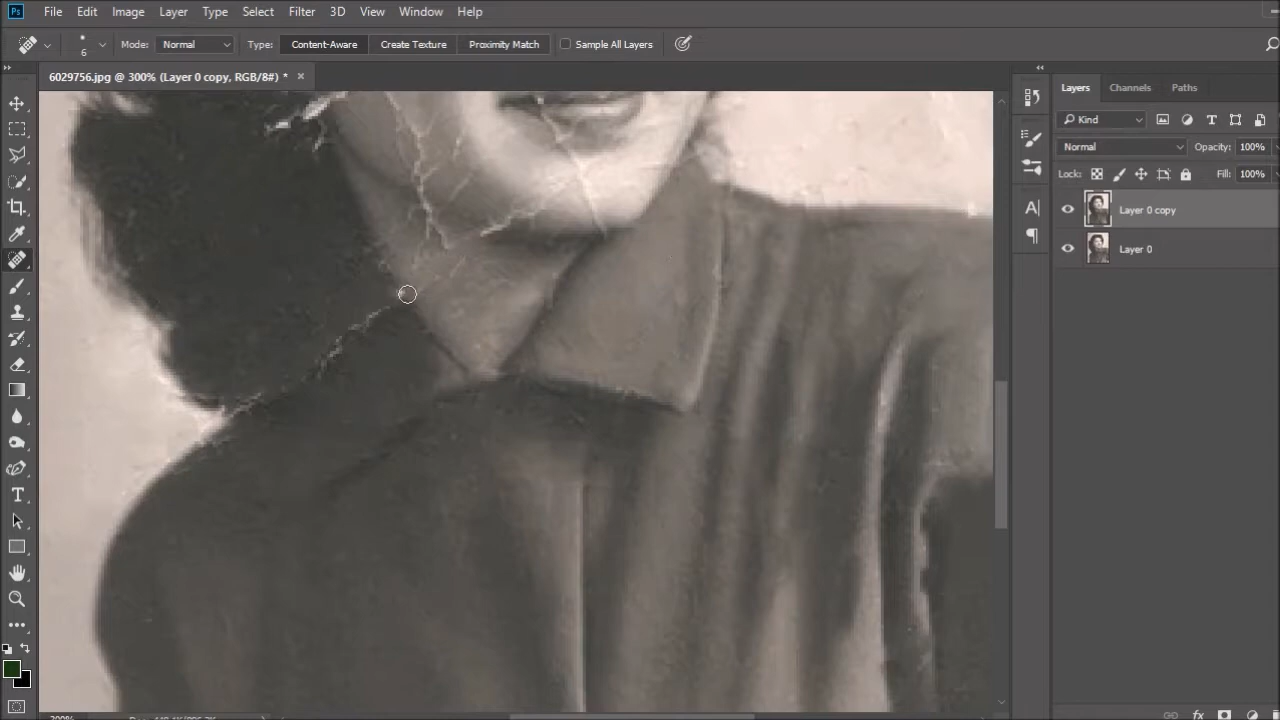 Ps File Edit Image Layer Type Select Filter 3D View Window Help
6 Mode: Normal Type: Content-Aware Create Texture Proximity Match Sample All Layers
6029756.jpg @ 300% (Layer 0 copy, RGB/8#) * ×
Layers Channels Paths
Kind
Normal Opacity: 100%
Lock: Fill: 100%
Layer 0 copy
Layer 0